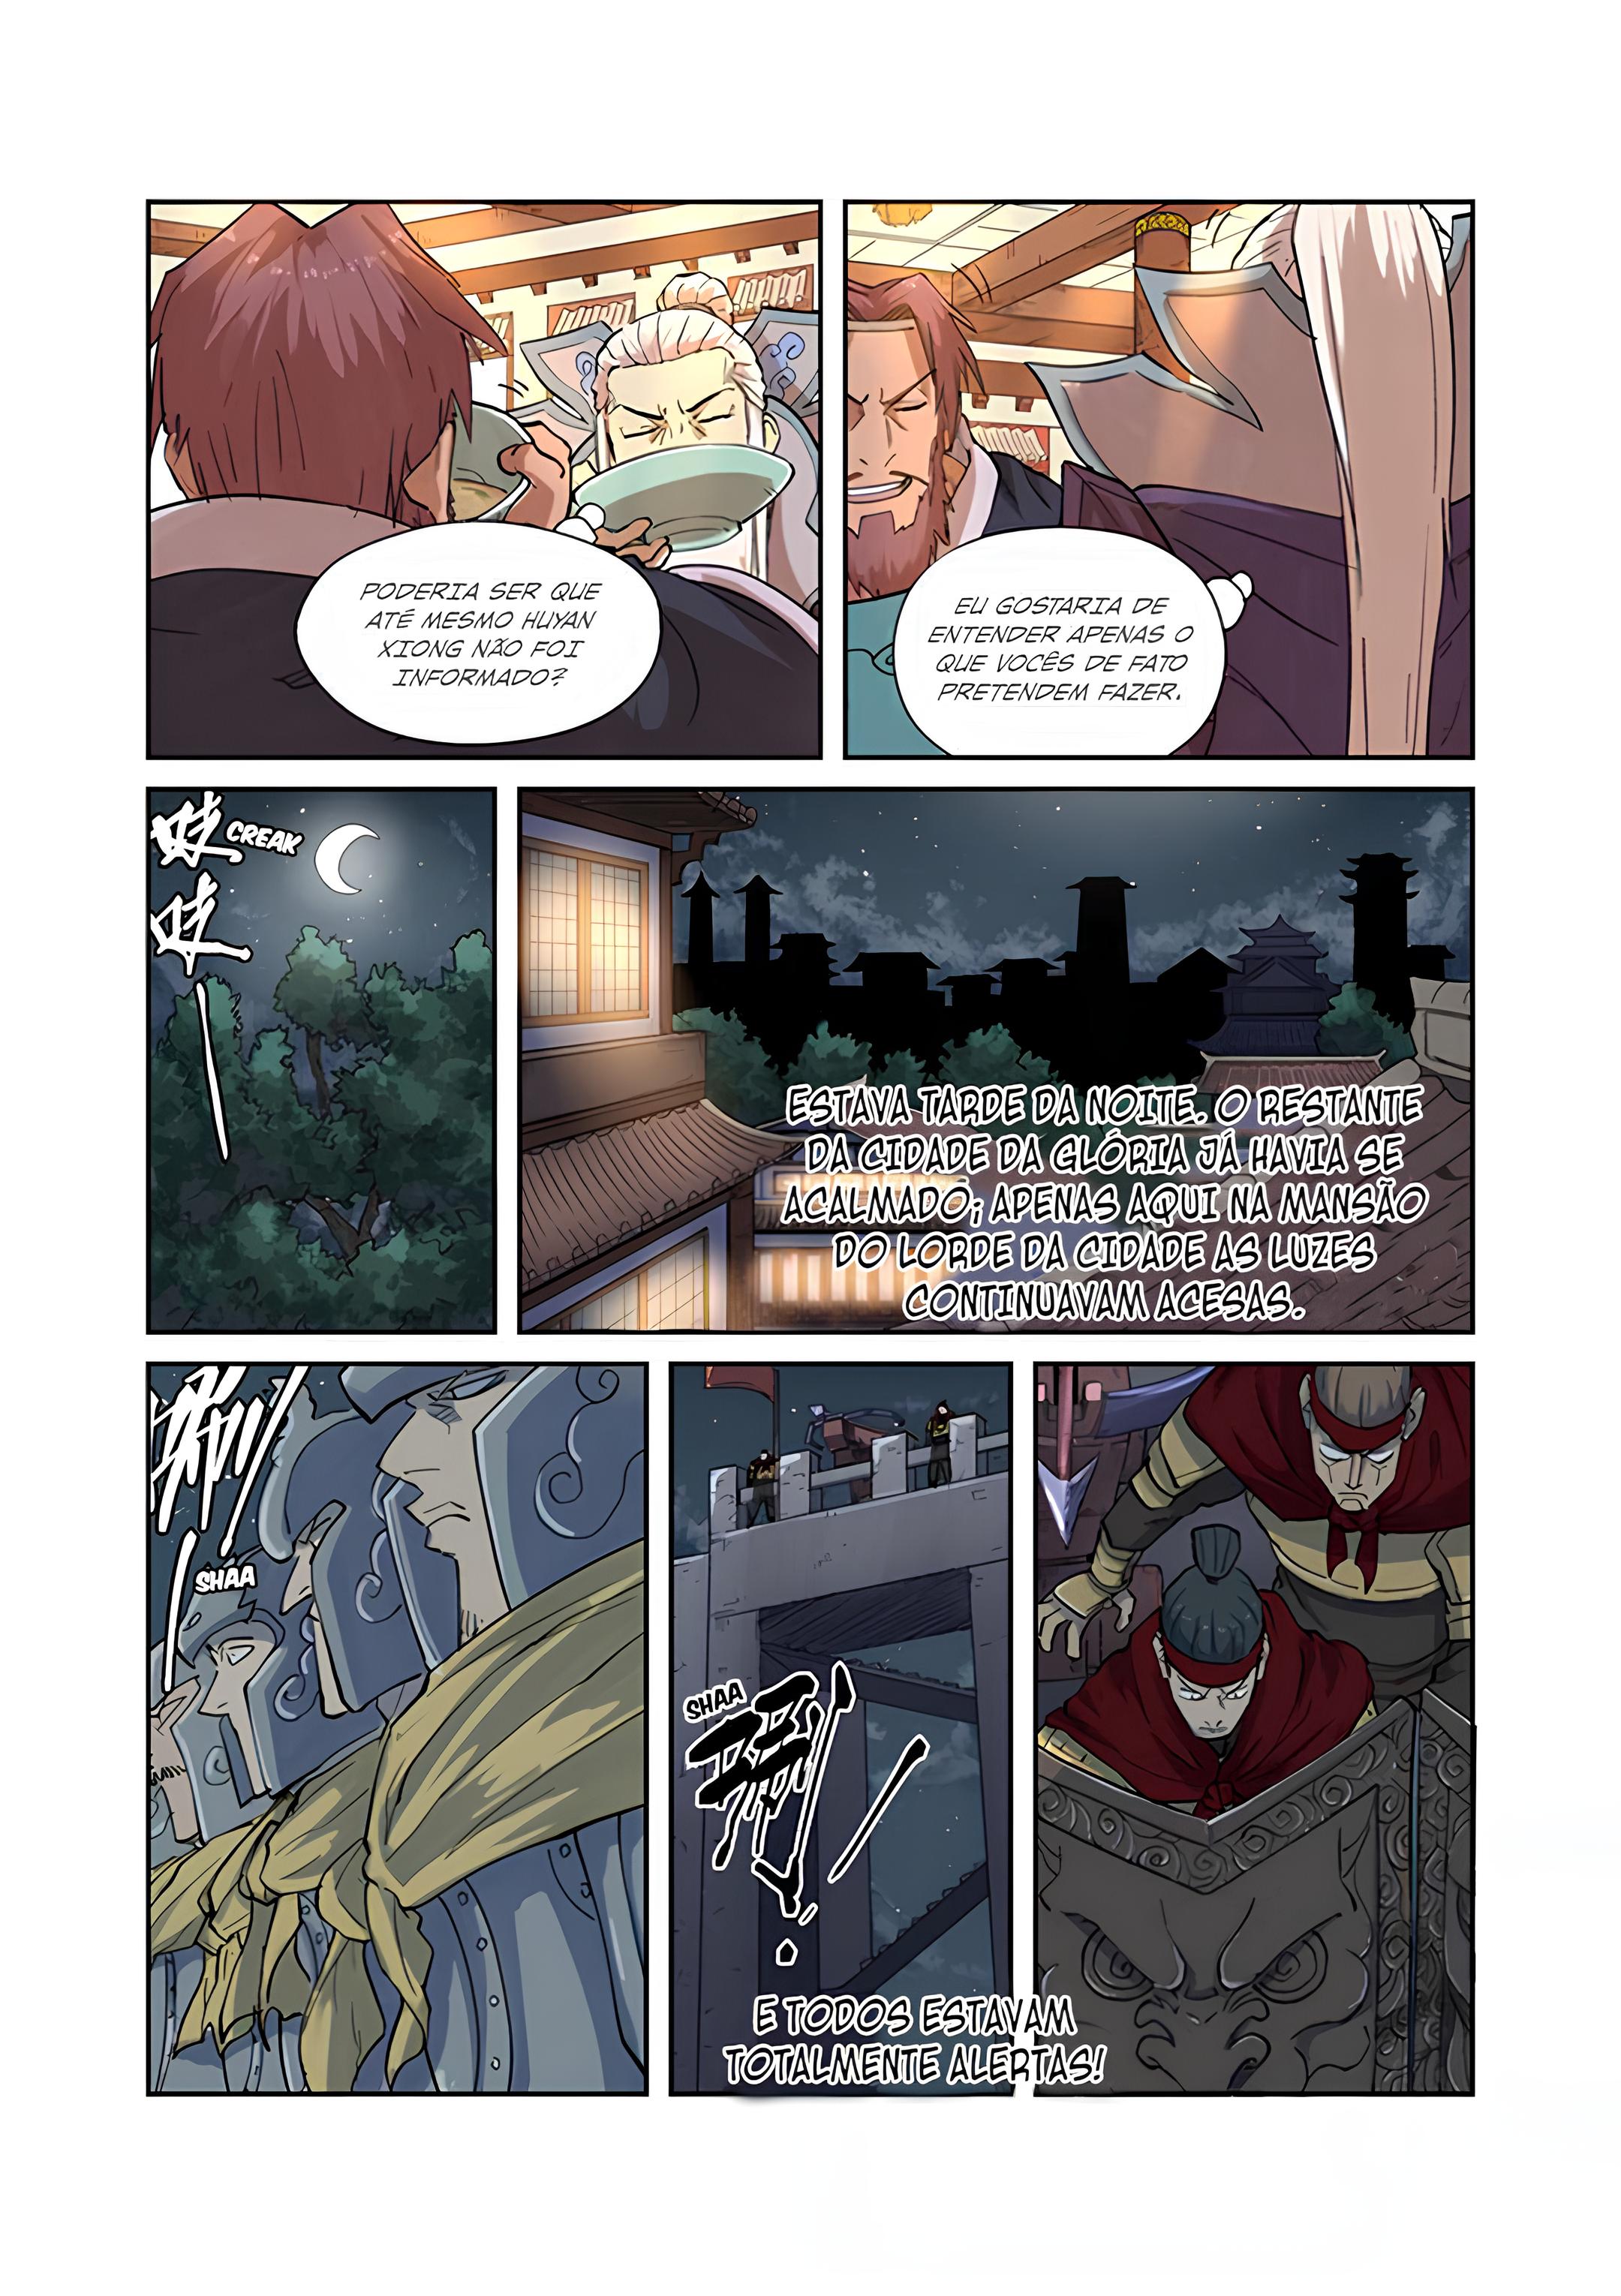 PODERIA SER QUE
ATÉ MESMO HUYAN
XIONG NÃO FOI
INFORMADO?
EU GOSTARIA DE
ENTENDER APENAS O
QUE VOCÊS DE FATO
PRETENDEM FAZER.
CREAK
ESTAVA TARDE DA NOITE. O RESTANTE
DA CIDADE DA GLÓRIA JÁ HAVIA SE
ACALMADO; APENAS AQUI NA MANSÃO
DO LORDE DA CIDADE AS LUZES
CONTINUAVAM ACESAS.
SHAA
SHAA
E TODOS ESTAVAM
TOTALMENTE ALERTAS!